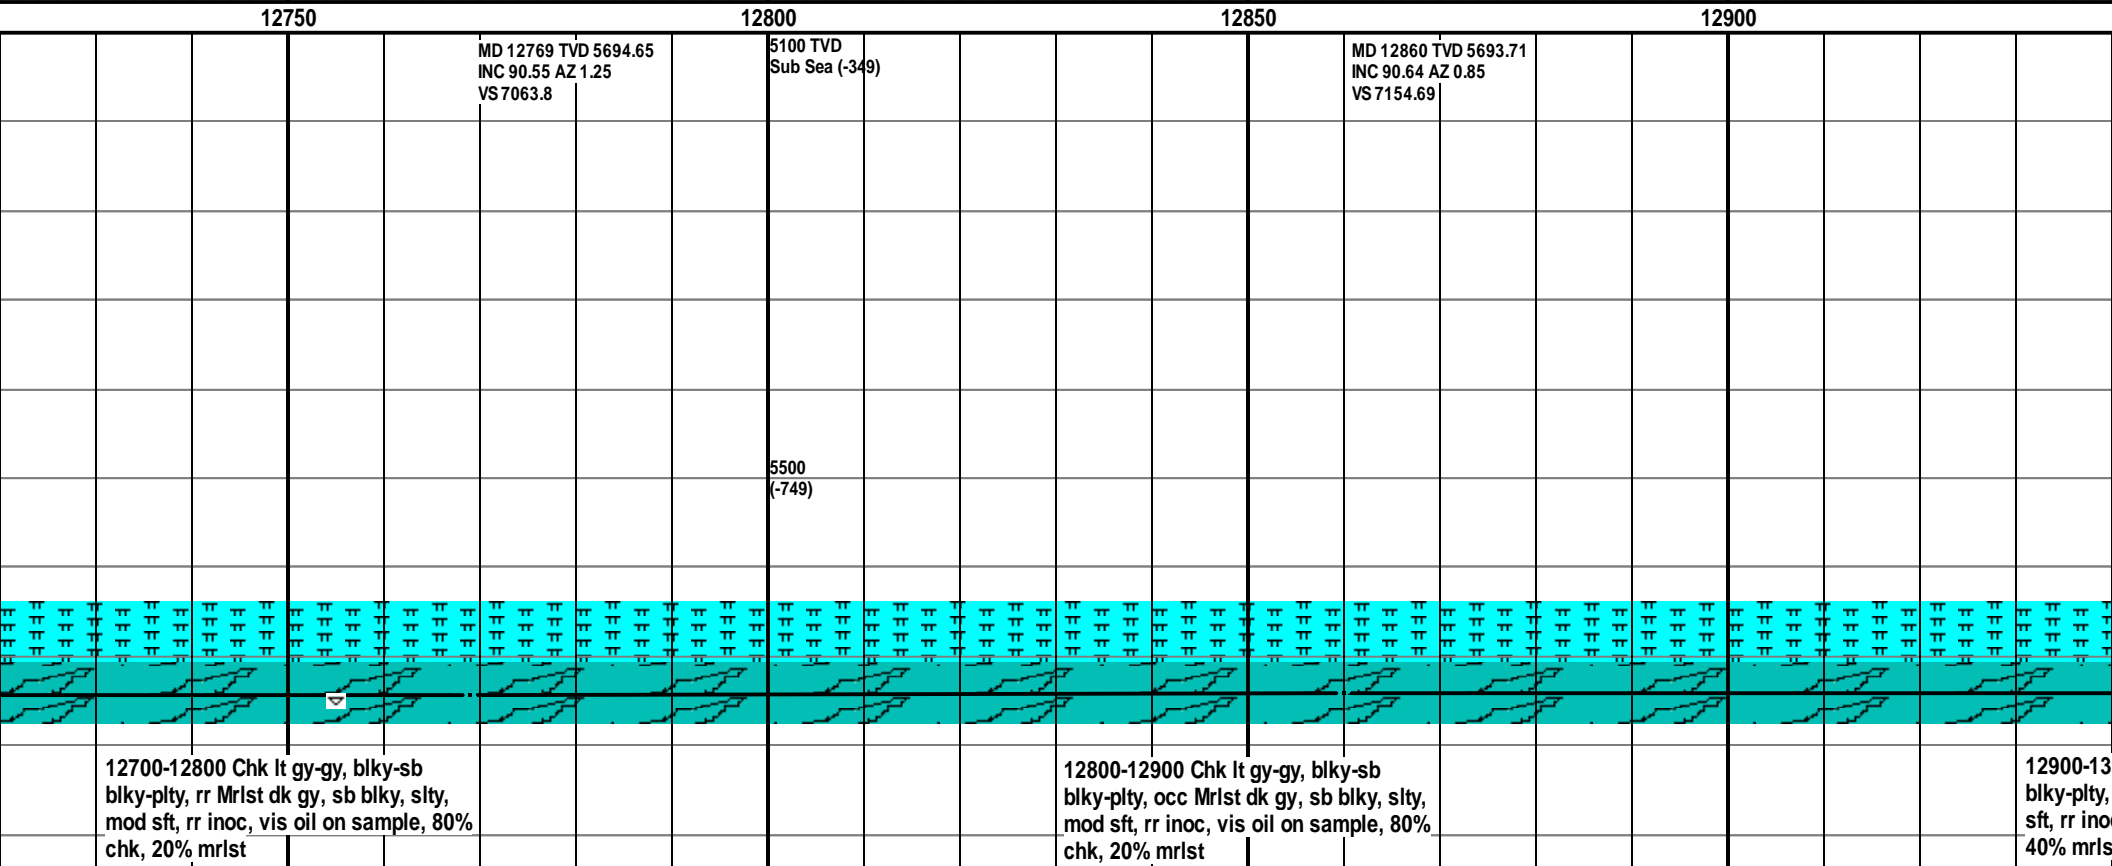 12750 12800 12850 12900
MD 12769 TVD 5694.65
INC 90.55 AZ 1.25
VS 7063.8
5100 TVD
Sub Sea (-349)
MD 12860 TVD 5693.71
INC 90.64 AZ 0.85
VS 7154.69
5500
(-749)
12700-12800 Chk lt gy-gy, blky-sb
blky-plty, rr Mrlst dk gy, sb blky, slty,
mod sft, rr inoc, vis oil on sample, 80%
chk, 20% mrlst
12800-12900 Chk lt gy-gy, blky-sb
blky-plty, occ Mrlst dk gy, sb blky, slty,
mod sft, rr inoc, vis oil on sample, 80%
chk, 20% mrlst
12900-13
blky-plty,
sft, rr ino
40% mrls